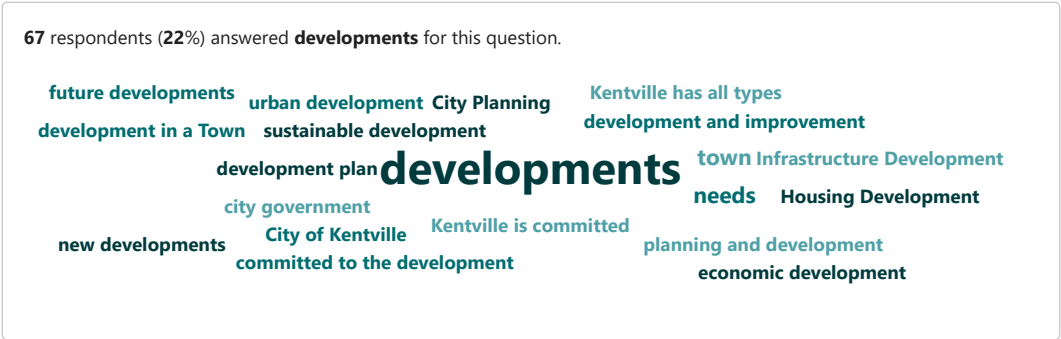 67 respondents (22%) answered developments for this question.
future developments
urban development
City Planning
Kentville has all types
development in a Town
sustainable development
development and improvement
development plan
developments
town
Infrastructure Development
needs
Housing Development
city government
Kentville is committed
City of Kentville
new developments
planning and development
committed to the development
economic development